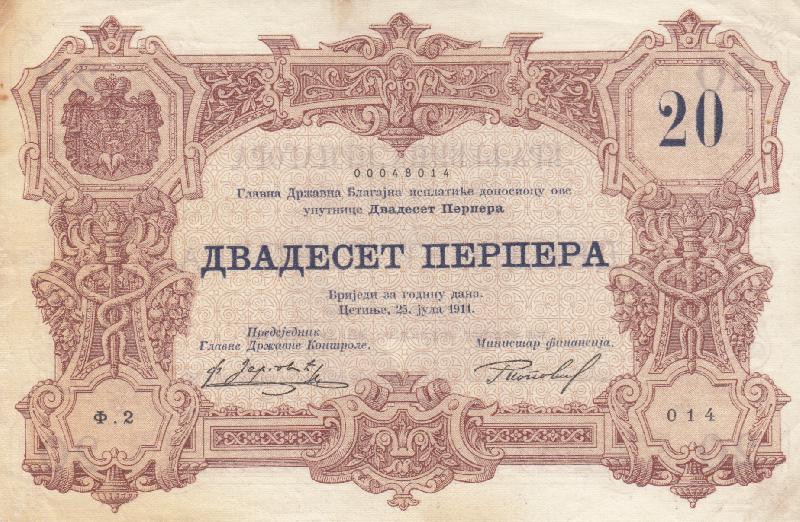 20
00048014
Главна Државна Благајна исплатиће доносиоцу ове
упутнице Двадесет Перпера
ДВАДЕСЕТ ПЕРПЕРА
Вриједи за годину дана.
Цетиње, 25. јула 1914.
Предсједник
Главне Државне Контроле.
Министар финансија.
Ф. 2
014